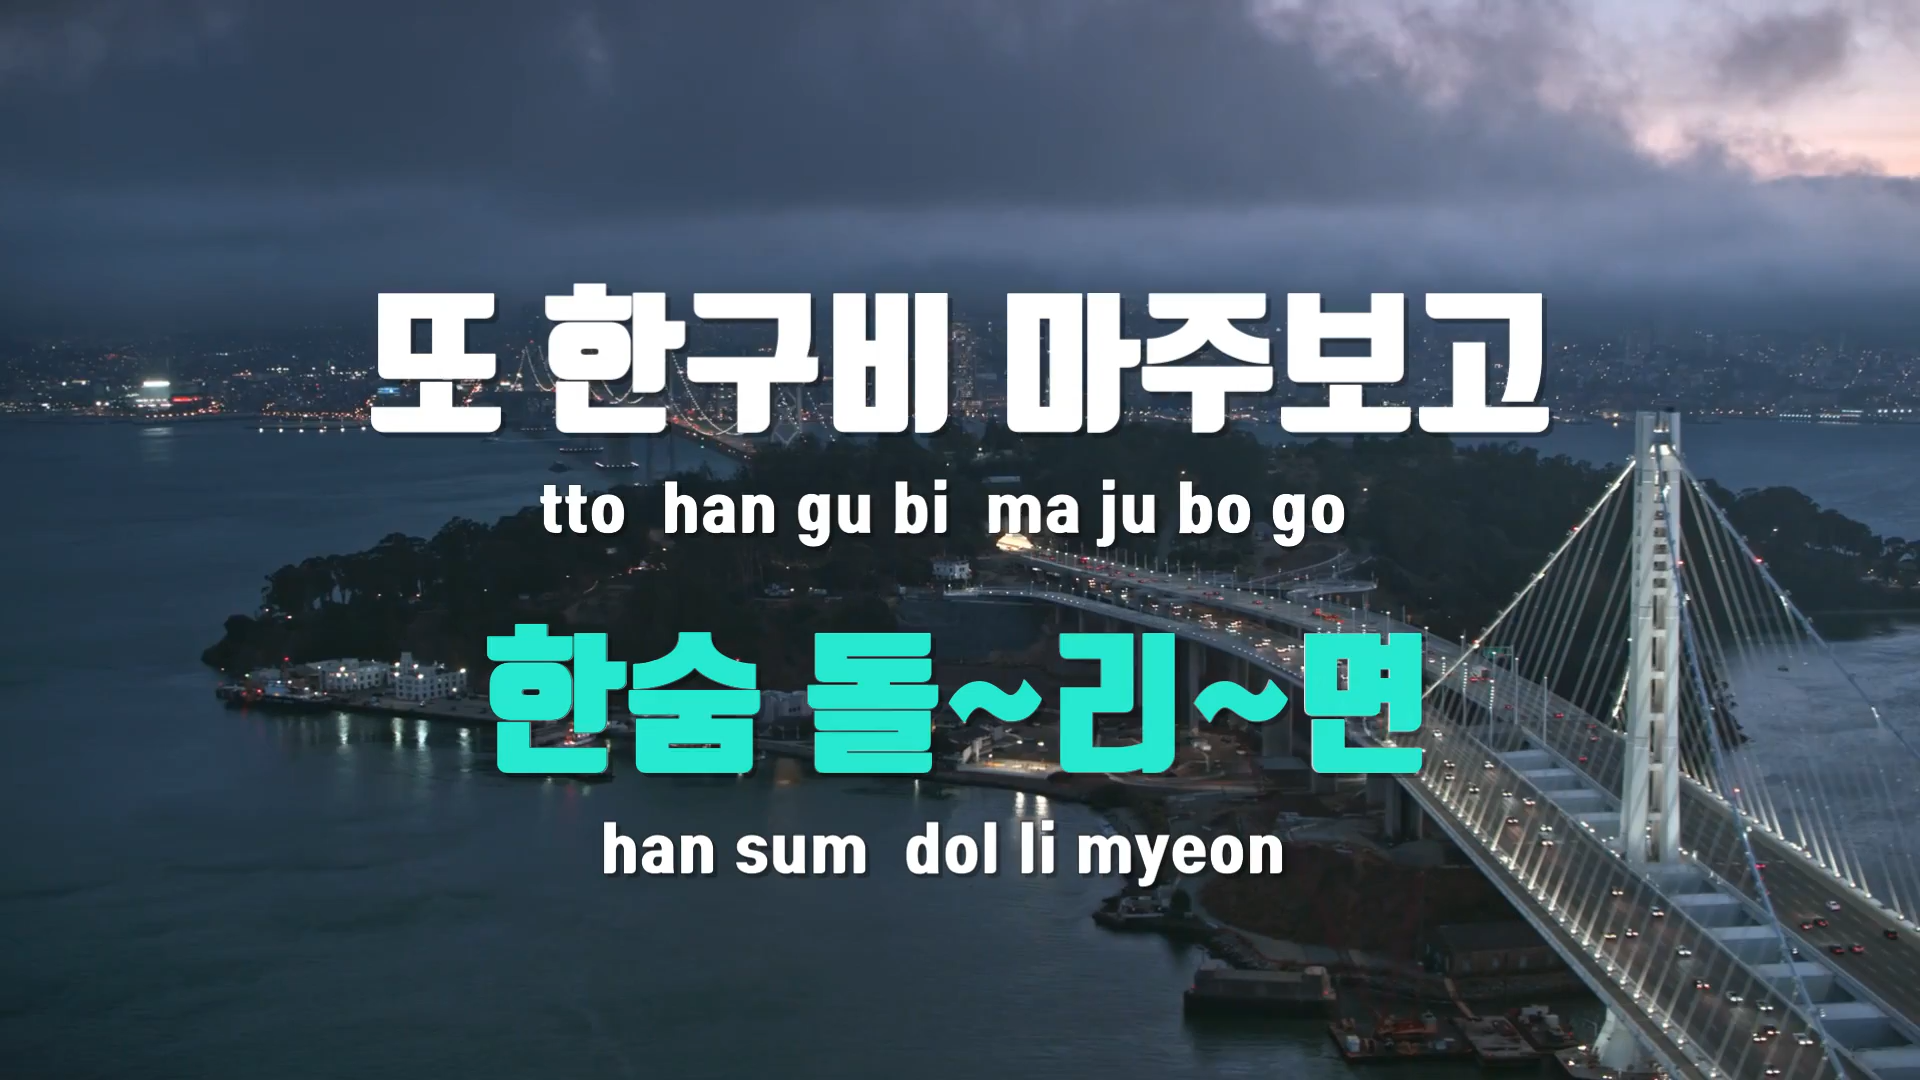 또 한구비 마주보고
tto han gu bi ma ju bo go
한숨 돌~리~면
han sum dol li myeon